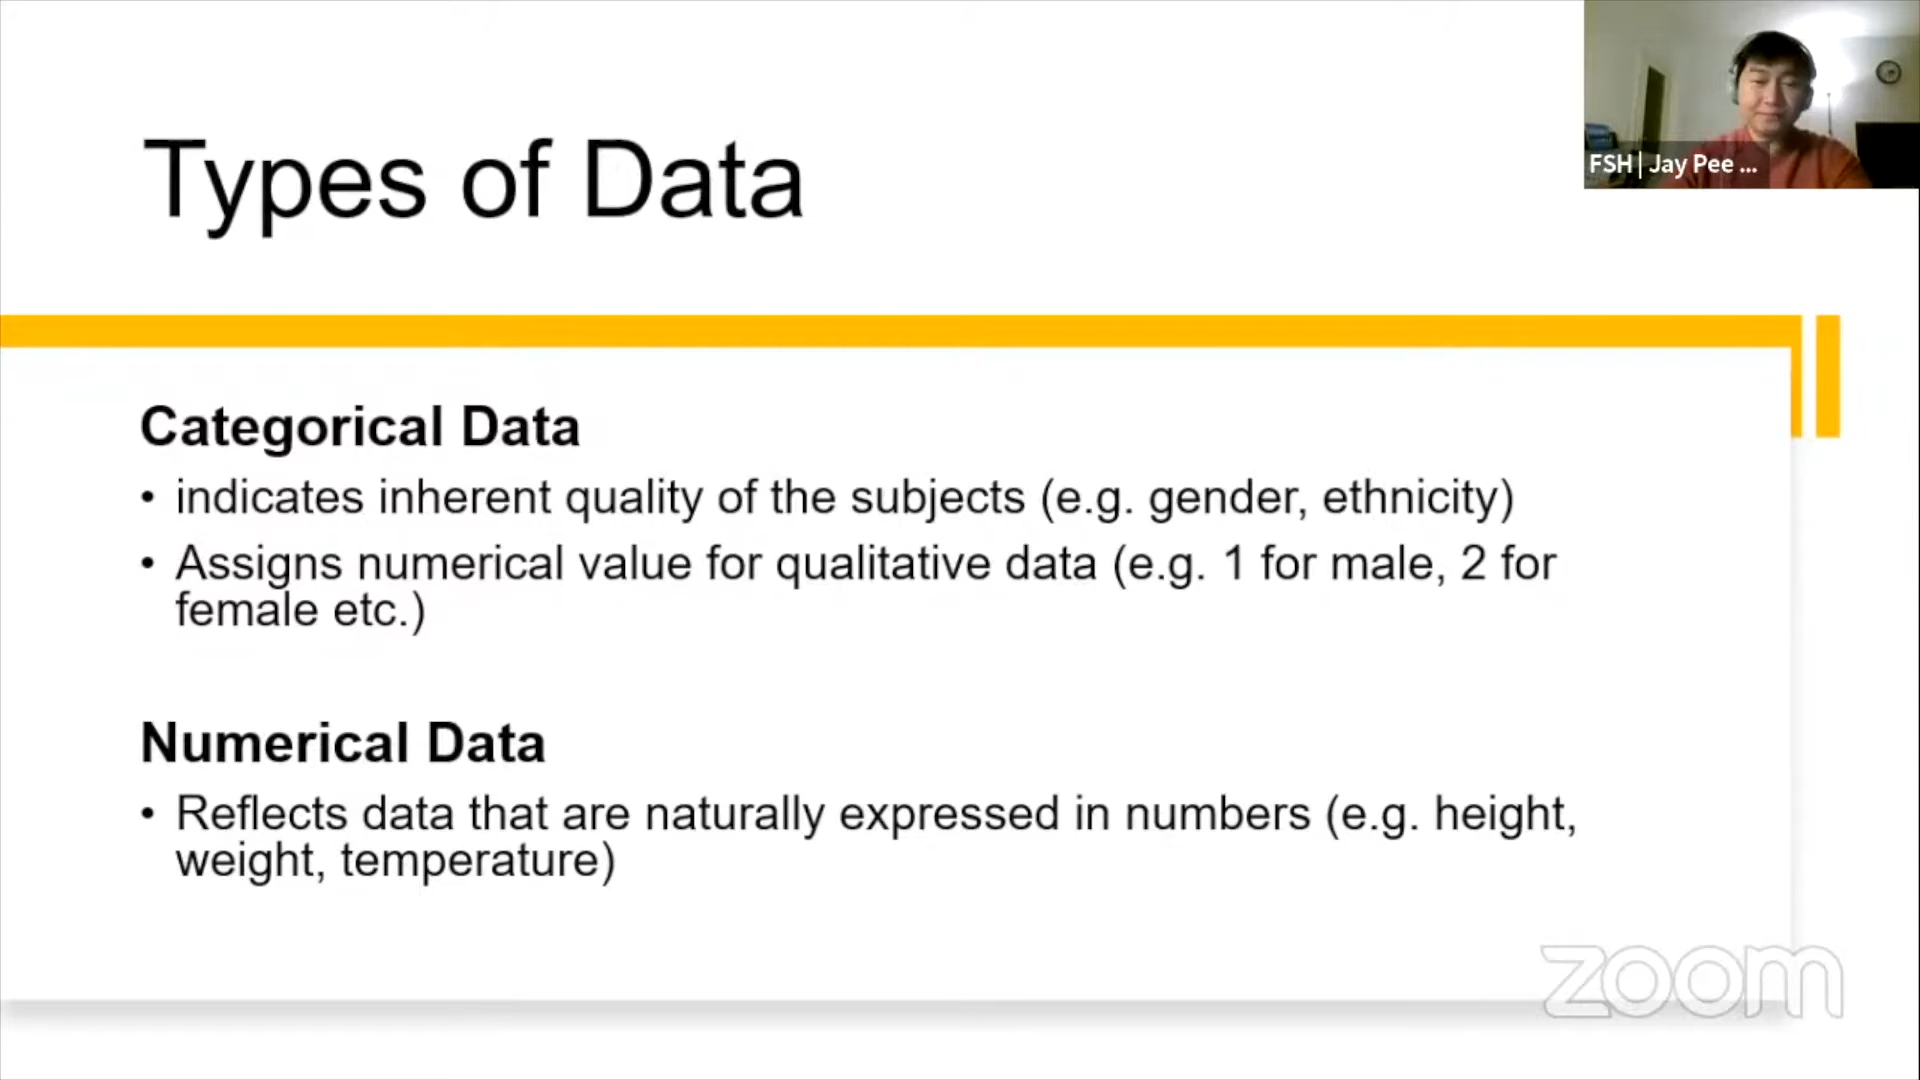 Types of Data
FSH | Jay Pee ...
Categorical Data
• indicates inherent quality of the subjects (e.g. gender, ethnicity)
• Assigns numerical value for qualitative data (e.g. 1 for male, 2 for
female etc.)
Numerical Data
• Reflects data that are naturally expressed in numbers (e.g. height,
weight, temperature)
zoom